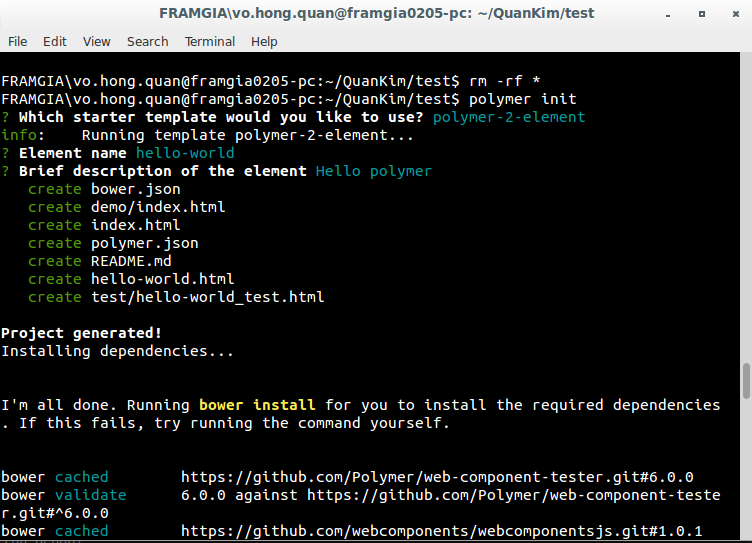 FRAMGIA\vo.hong.quan@framgia0205-pc: ~/QuanKim/test
File Edit View Search Terminal Help
FRAMGIA\vo.hong.quan@framgia0205-pc:~/QuanKim/test$ rm -rf *
FRAMGIA\vo.hong.quan@framgia0205-pc:~/QuanKim/test$ polymer init
? Which starter template would you like to use? polymer-2-element
info:    Running template polymer-2-element...
? Element name hello-world
? Brief description of the element Hello polymer
   create bower.json
   create demo/index.html
   create index.html
   create polymer.json
   create README.md
   create hello-world.html
   create test/hello-world_test.html
Project generated!
Installing dependencies...
I'm all done. Running bower install for you to install the required dependencies
. If this fails, try running the command yourself.
bower cached        https://github.com/Polymer/web-component-tester.git#6.0.0
bower validate      6.0.0 against https://github.com/Polymer/web-component-teste
r.git#^6.0.0
bower cached        https://github.com/webcomponents/webcomponentsjs.git#1.0.1